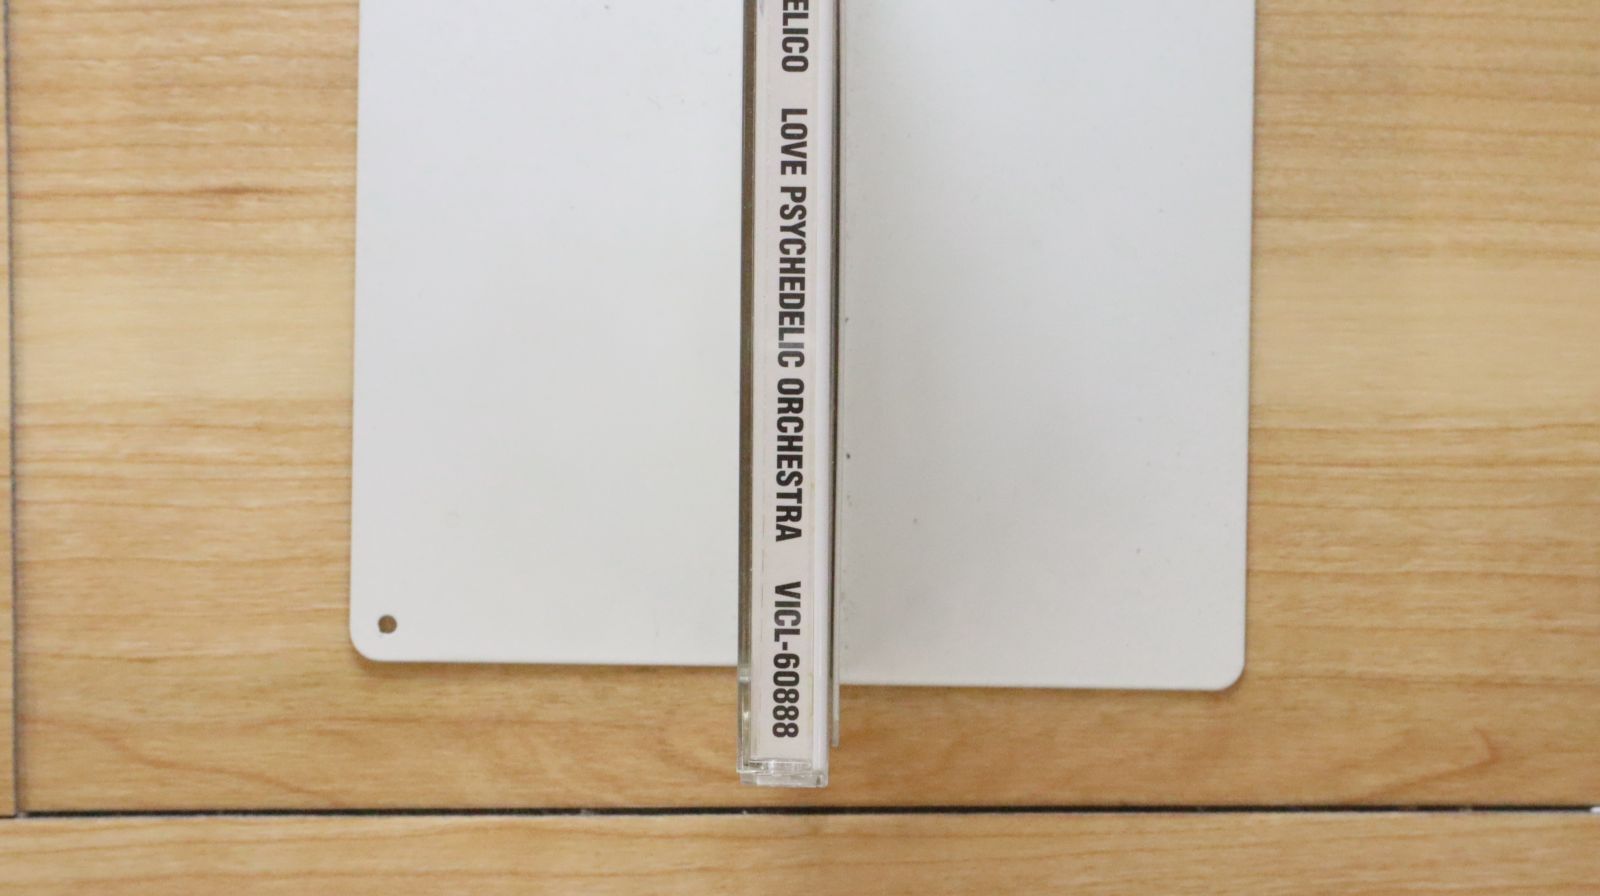 ELICO LOVE PSYCHEDELIC ORCHESTRA VICL-60888